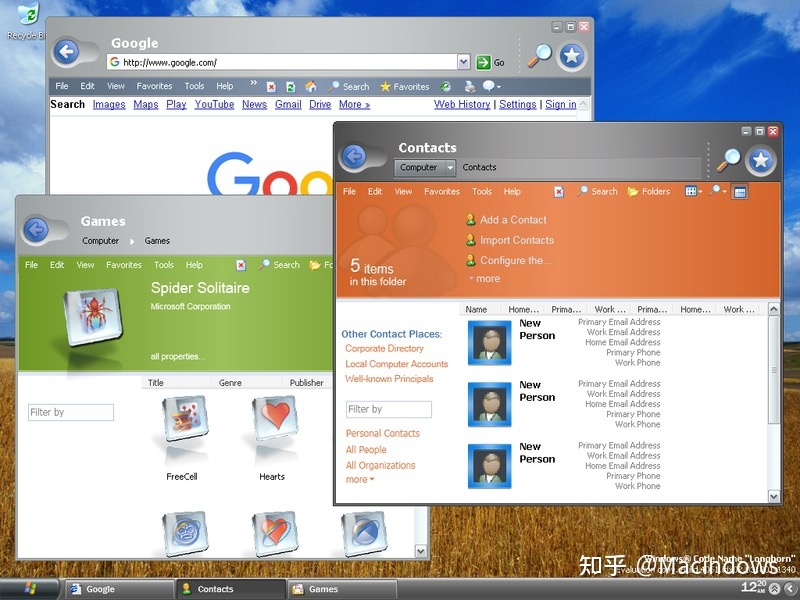 Google
http://www.google.com/
Go
File Edit View Favorites Tools Help » Search Favorites
Search Images Maps Play YouTube News Gmail Drive More » Web History | Settings | Sign in
Goo
Contacts
Computer Contacts
File Edit View Favorites Tools Help Search Folders
Add a Contact
Import Contacts
Configure the...
more
5 items
in this folder
Name Home... Prima... Work ... Prima... Home... Work ...
Other Contact Places:
Corporate Directory
Local Computer Accounts
Well-known Principals
Filter by
Personal Contacts
All People
All Organizations
more
New Person
Primary Email Address
Work Email Address
Home Email Address
Primary Phone
Work Phone
New Person
Primary Email Address
Work Email Address
Home Email Address
Primary Phone
Work Phone
New Person
Primary Email Address
Work Email Address
Home Email Address
Primary Phone
Work Phone
Games
Computer Games
File Edit View Favorites Tools Help Search
Spider Solitaire
Microsoft Corporation
all properties...
Title Genre Publisher
Filter by
FreeCell Hearts
Windows® Code Name "Longhorn"
知乎 @MacIndows
Google Contacts Games
12:20 AM